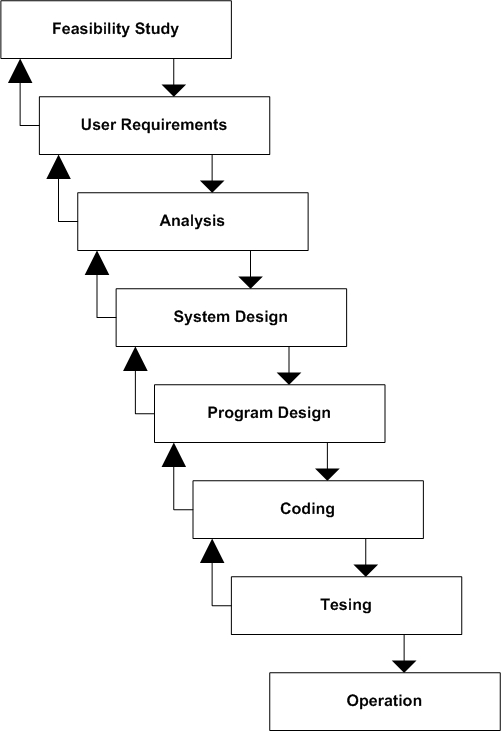 Feasibility Study
User Requirements
Analysis
System Design
Program Design
Coding
Tesing
Operation